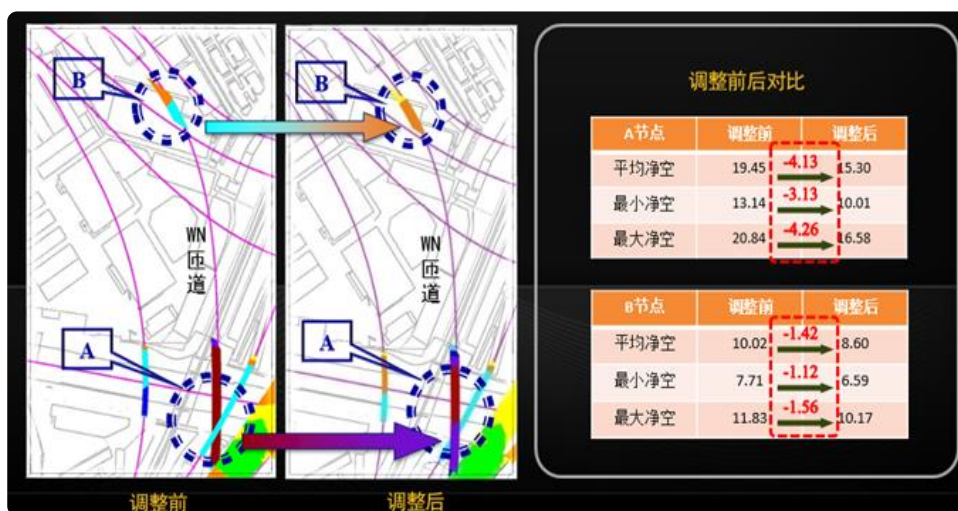 B
WN
匝
道
A
调整前
B
WN
匝
道
A
调整后
调整前后对比
A节点 调整前 调整后
平均净空 19.45 -4.13 15.30
最小净空 13.14 -3.13 10.01
最大净空 20.84 -4.26 16.58
B节点 调整前 调整后
平均净空 10.02 -1.42 8.60
最小净空 7.71 -1.12 6.59
最大净空 11.83 -1.56 10.17